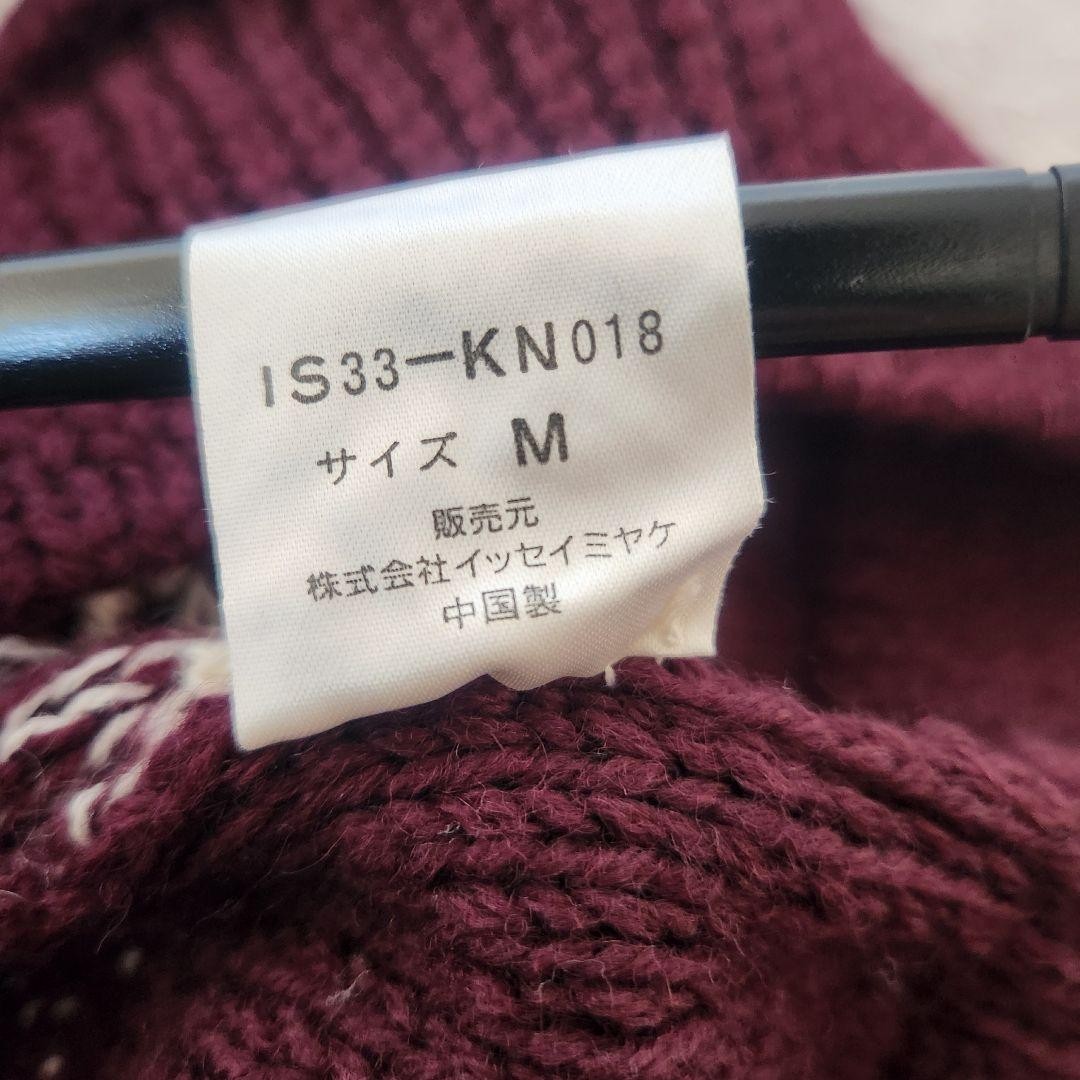 IS33-KN018
サイズ M
販売元
株式会社イッセイミヤケ
中国製